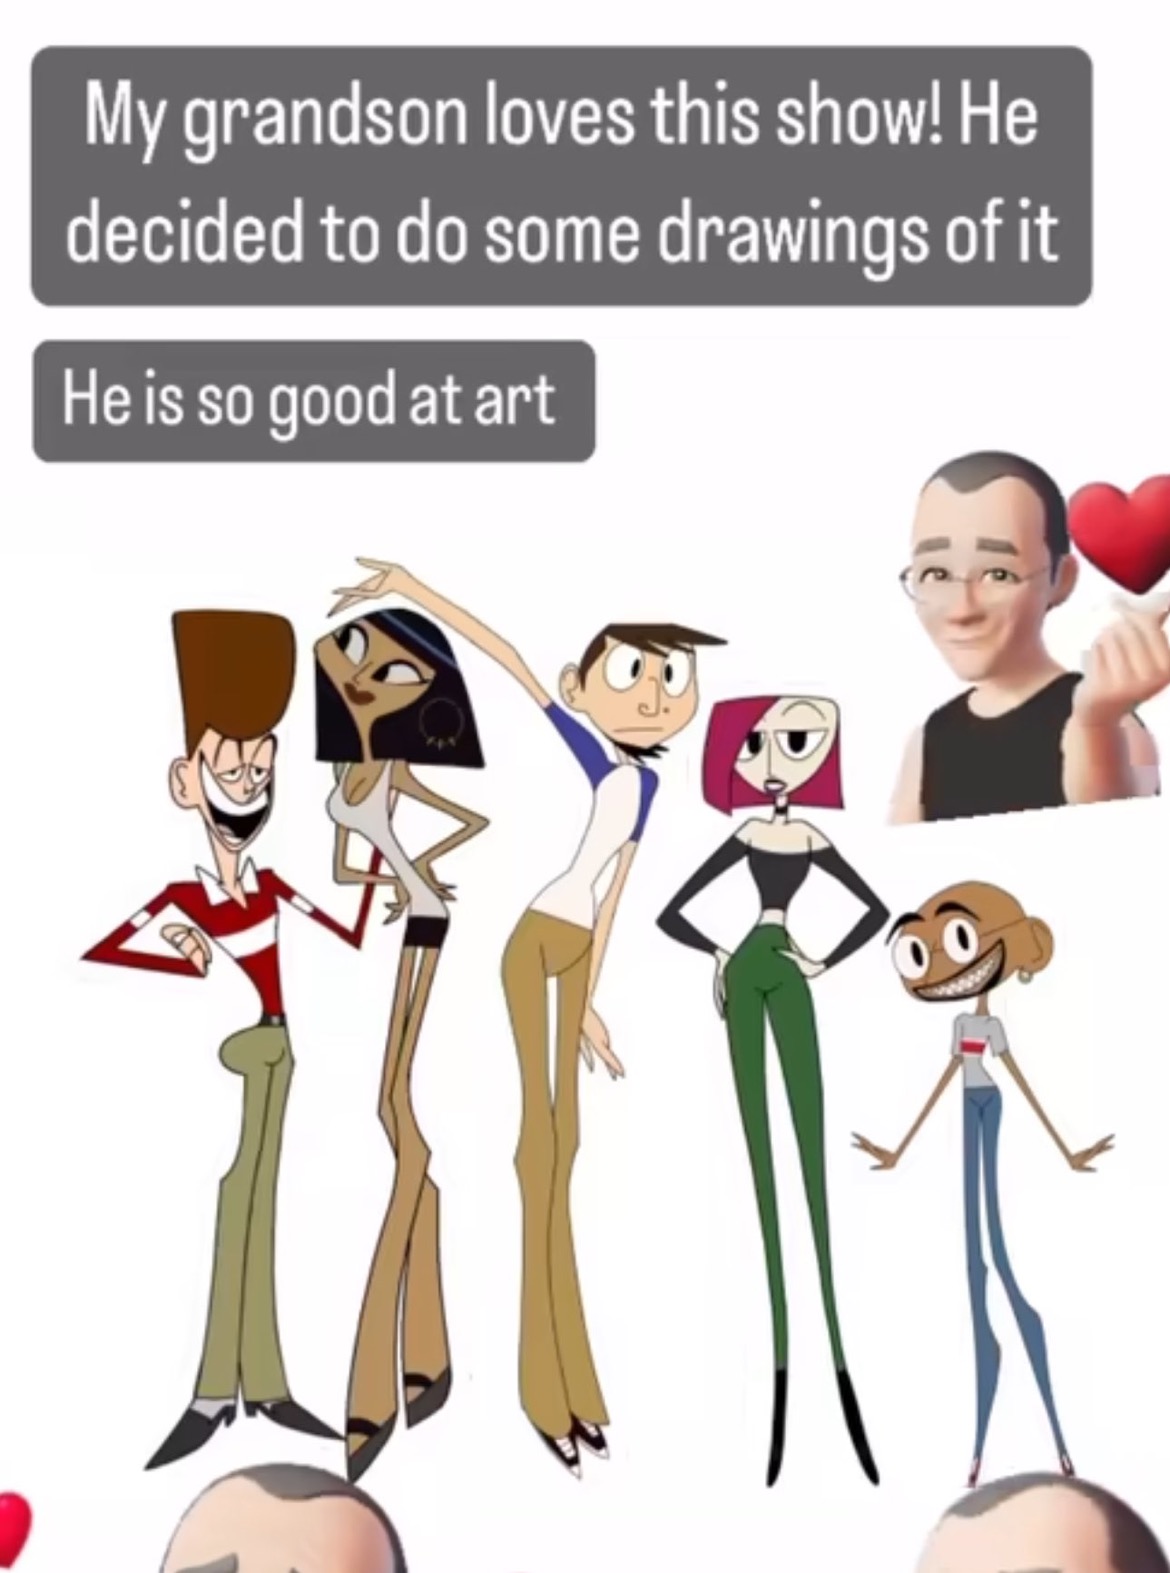 My grandson loves this show! He
decided to do some drawings of it
He is so good at art